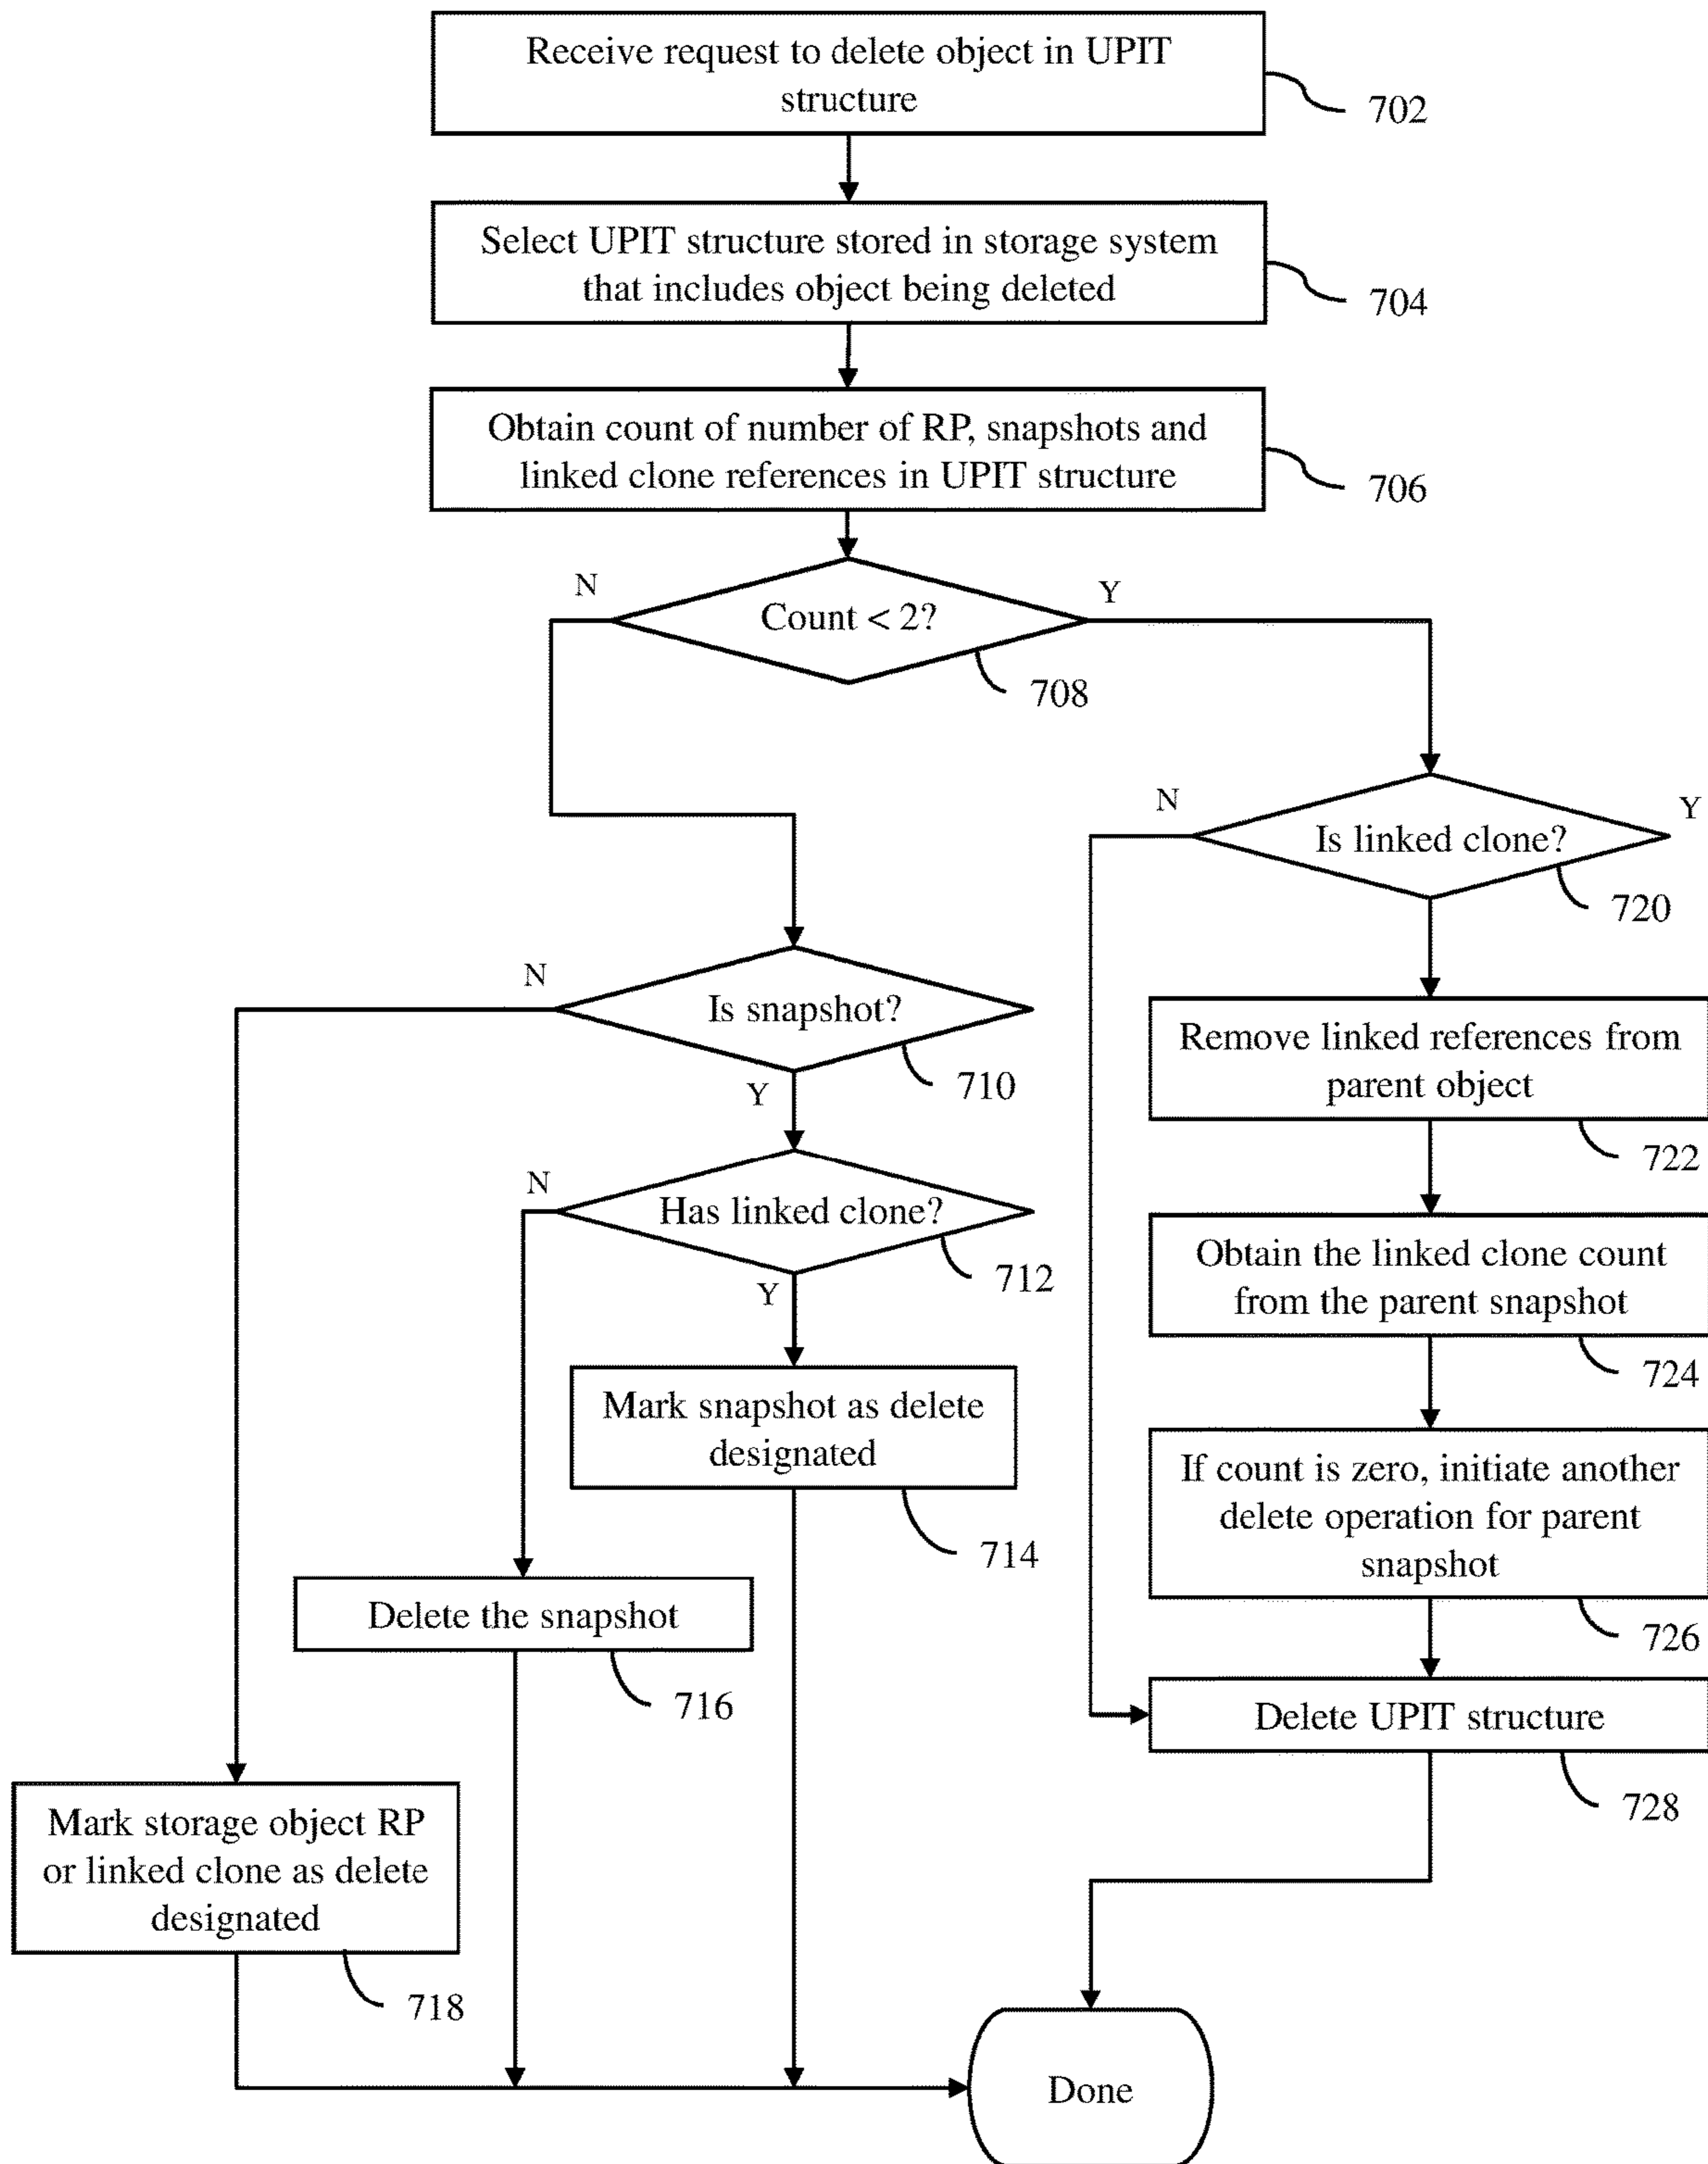 Receive request to delete object in UPIT
structure
702
Select UPIT structure stored in storage system
that includes object being deleted
704
Obtain count of number of RP, snapshots and
linked clone references in UPIT structure
706
N
Y
Count < 2?
708
N
Y
Is linked clone?
720
N
Is snapshot?
710
Y
Remove linked references from
parent object
722
N
Has linked clone?
712
Y
Obtain the linked clone count
from the parent snapshot
724
Mark snapshot as delete
designated
714
If count is zero, initiate another
delete operation for parent
snapshot
726
Delete the snapshot
716
Delete UPIT structure
728
Mark storage object RP
or linked clone as delete
designated
718
Done